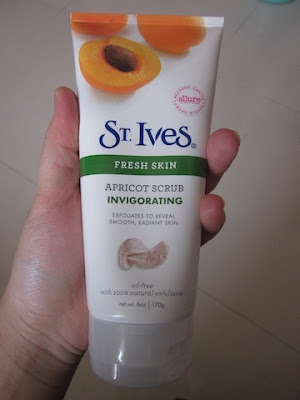 allure
ST. IVES®
FRESH SKIN
APRICOT SCRUB
INVIGORATING
EXFOLIATES TO REVEAL
SMOOTH, RADIANT SKIN
oil-free
with 100% natural exfoliants
net wt. 6oz 170g